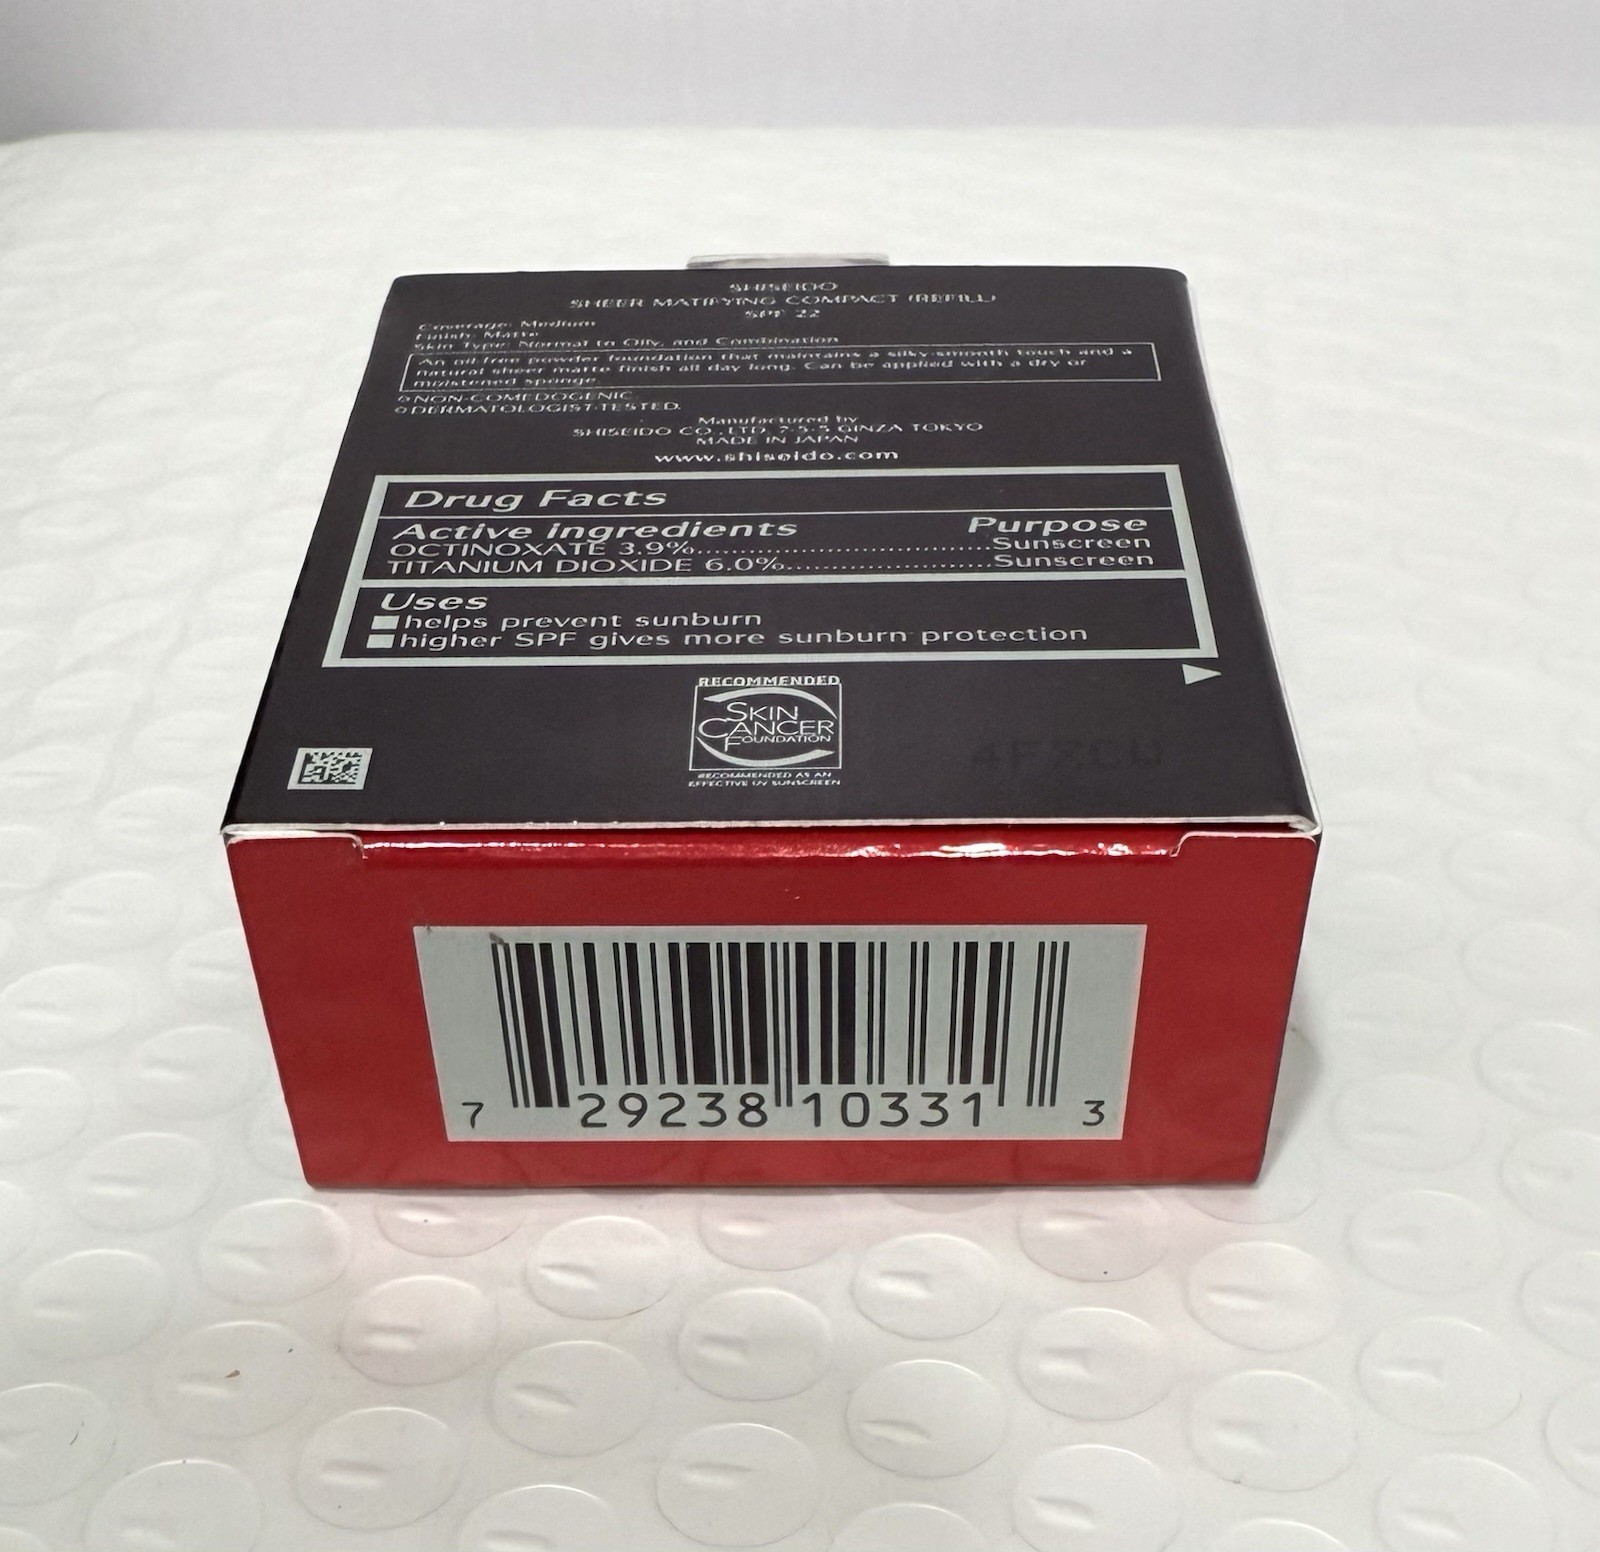 SHISEIDO
SHEER MATIFYING COMPACT (REFILL)
SPF 22
Coverage: Medium
Finish: Matte
Skin Type: Normal to Oily, and Combination
An oil-free powder foundation that maintains a silky-smooth touch and a
natural sheer matte finish all day long. Can be applied with a dry or
moistened sponge.
NON-COMEDOGENIC.
DERMATOLOGIST-TESTED.
Manufactured by
SHISEIDO CO.,LTD. 7-5-5 GINZA TOKYO
MADE IN JAPAN
www.shiseido.com
Drug Facts
Active ingredients Purpose
OCTINOXATE 3.9%..............................Sunscreen
TITANIUM DIOXIDE 6.0%........................Sunscreen
Uses
■ helps prevent sunburn
■ higher SPF gives more sunburn protection
RECOMMENDED
SKIN
CANCER
FOUNDATION
RECOMMENDED AS AN
EFFECTIVE UV SUNSCREEN
7 29238 10331 3